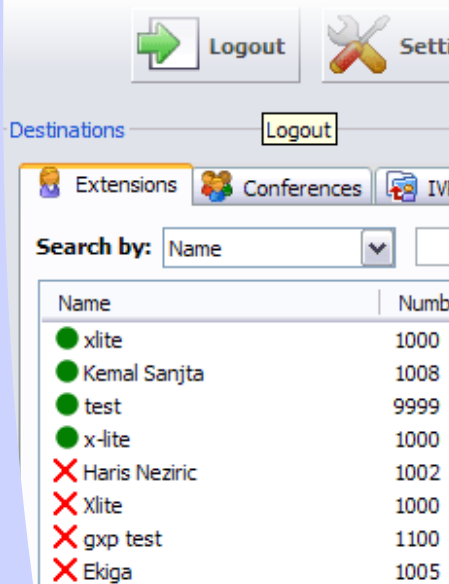 Logout
Destinations
Logout
Extensions Conferences
Search by: Name
Name
xlite 1000
Kemal Sanjta 1008
test 9999
x-lite 1000
Haris Neziric 1002
Xlite 1000
gxp test 1100
Ekiga 1005